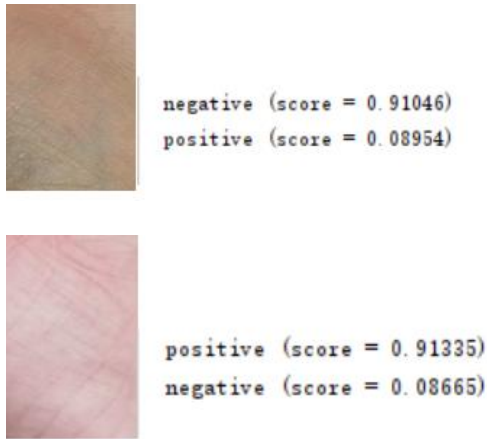 negative (score = 0.91046)
positive (score = 0.08954)
positive (score = 0.91335)
negative (score = 0.08665)